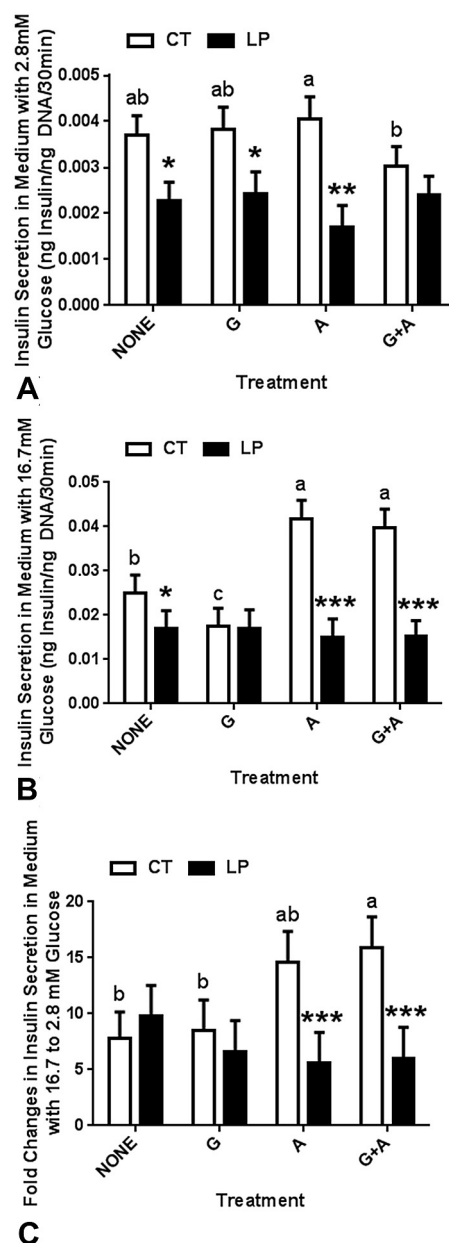 CT LP
Insulin Secretion in Medium with 2.8mM
Glucose (ng Insulin/ng DNA/30min)
0.005
0.004
0.003
0.002
0.001
0.000
ab
*
ab
*
a
**
b
NONE
G
A
G+A
Treatment
A
CT LP
Insulin Secretion in Medium with 16.7mM
Glucose (ng Insulin/ng DNA/30min)
0.05
0.04
0.03
0.02
0.01
0.00
b
*
c
a
***
a
***
NONE
G
A
G+A
Treatment
B
CT LP
Fold Changes in Insulin Secretion in Medium
with 16.7 to 2.8 mM Glucose
20
15
10
5
0
b
b
ab
***
a
***
NONE
G
A
G+A
Treatment
C